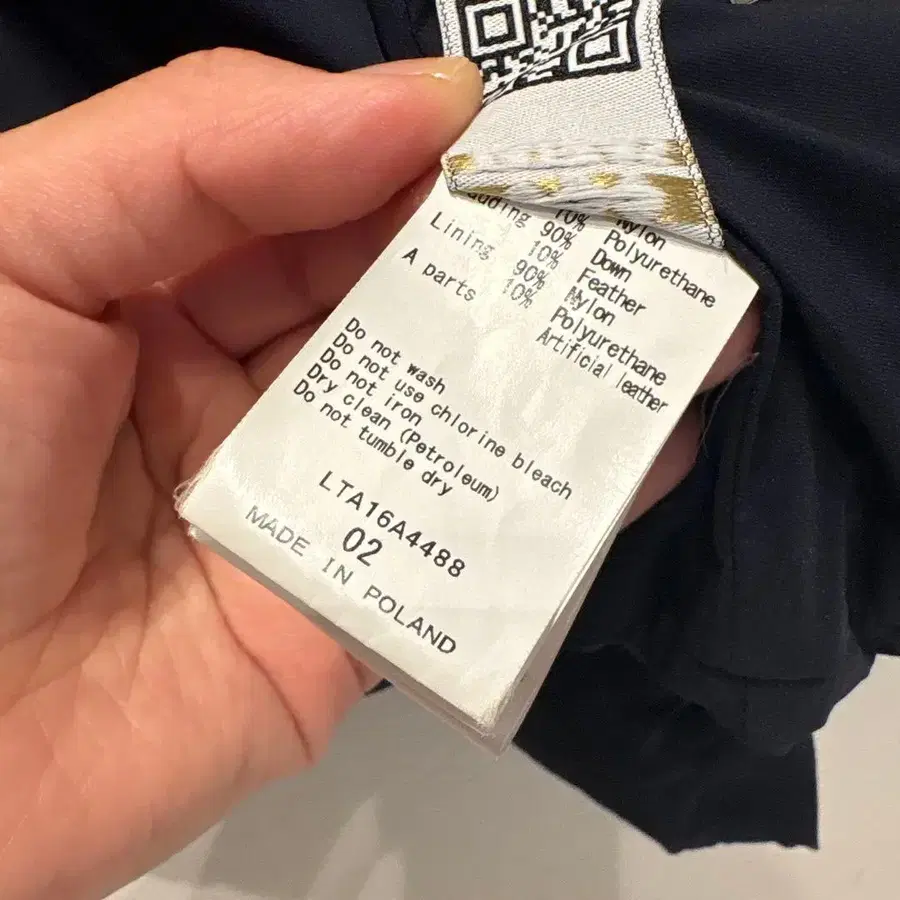 Nylon
10% Polyurethane
Padding 90% Down
10% Feather
Lining 90% Nylon
10% Polyurethane
A parts Artificial leather
Do not wash
Do not use chlorine bleach
Do not iron
Dry clean (Petroleum)
Do not tumble dry
LTA16A4488
02
MADE IN POLAND